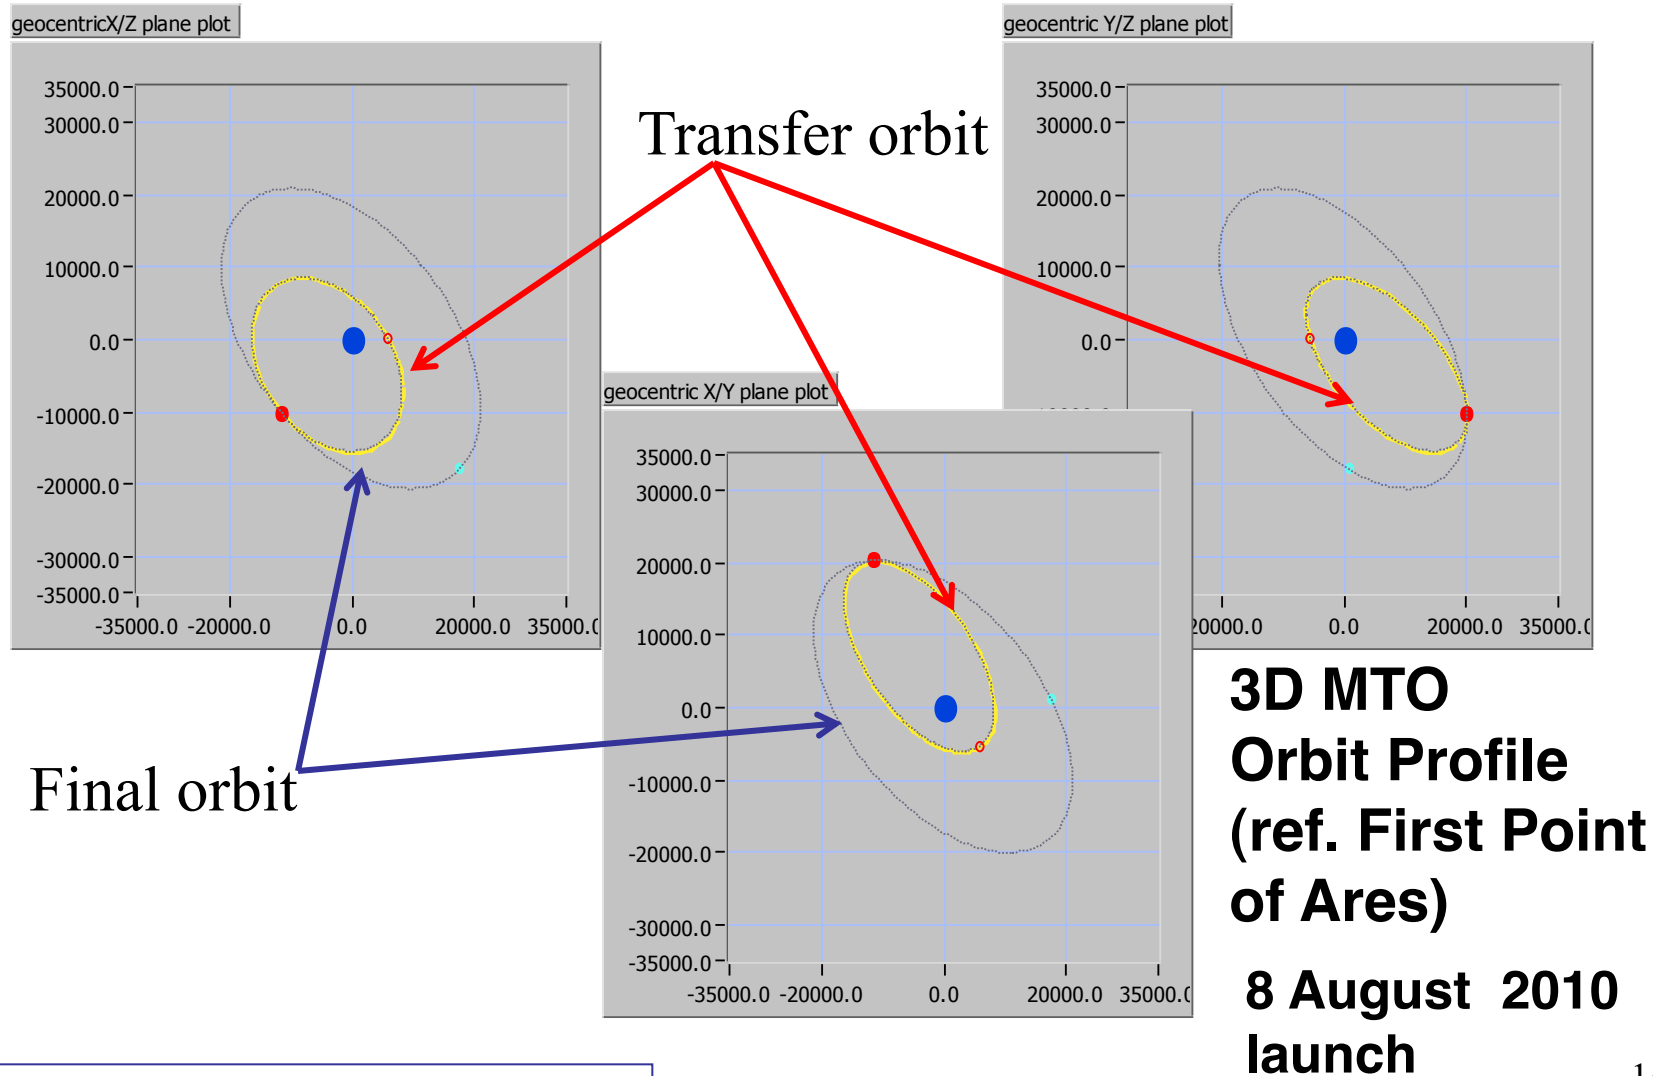 geocentricX/Z plane plot
35000.0
30000.0
20000.0
10000.0
0.0
-10000.0
-20000.0
-30000.0
-35000.0
-35000.0 -20000.0 0.0 20000.0 35000.0
geocentric Y/Z plane plot
35000.0
30000.0
20000.0
10000.0
0.0
20000.0 0.0 20000.0 35000.0
Transfer orbit
geocentric X/Y plane plot
35000.0
30000.0
20000.0
10000.0
0.0
-10000.0
-20000.0
-30000.0
-35000.0
-35000.0 -20000.0 0.0 20000.0 35000.0
Final orbit
3D MTO
Orbit Profile
(ref. First Point
of Ares)
8 August 2010
launch